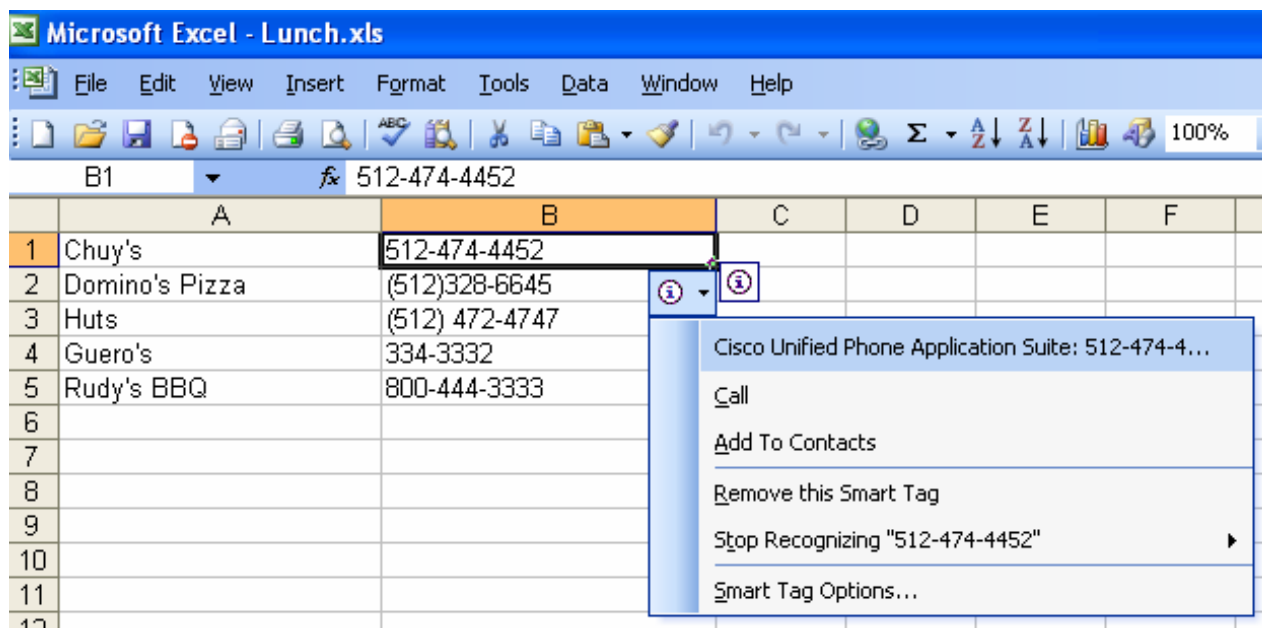 Microsoft Excel - Lunch.xls
File Edit View Insert Format Tools Data Window Help
ABC Σ A Z Z A 100%
B1 fx 512-474-4452
A B C D E F
1 Chuy's 512-474-4452
2 Domino's Pizza (512)328-6645
3 Huts (512) 472-4747
4 Guero's 334-3332
5 Rudy's BBQ 800-444-3333
6
7
8
9
10
11
12
Cisco Unified Phone Application Suite: 512-474-4...
Call
Add To Contacts
Remove this Smart Tag
Stop Recognizing "512-474-4452"
Smart Tag Options...